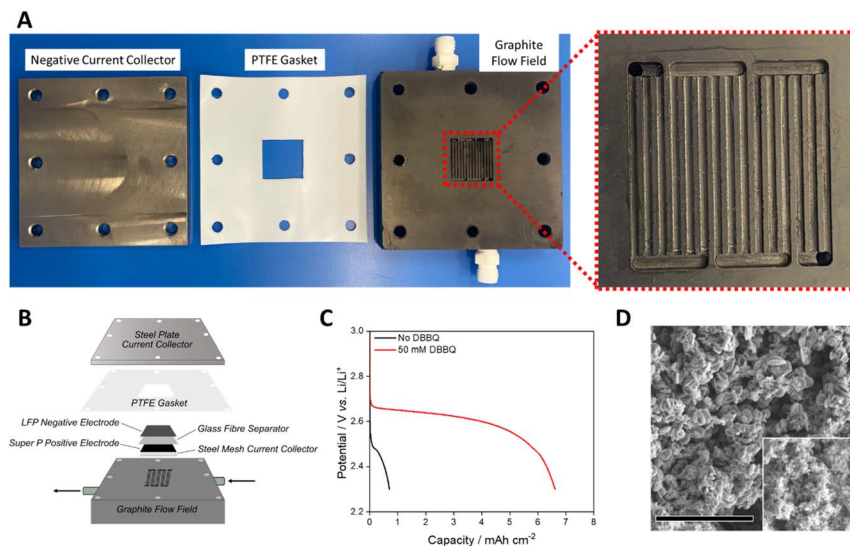 A
Negative Current Collector
PTFE Gasket
Graphite
Flow Field
B
Steel Plate
Current Collector
PTFE Gasket
LFP Negative Electrode
Glass Fibre Separator
Super P Positive Electrode
Steel Mesh Current Collector
Graphite Flow Field
C
No DBBQ
50 mM DBBQ
Potential / V vs. Li/Li⁺
3.0
2.8
2.6
2.4
2.2
0 1 2 3 4 5 6 7 8
Capacity / mAh cm⁻²
D